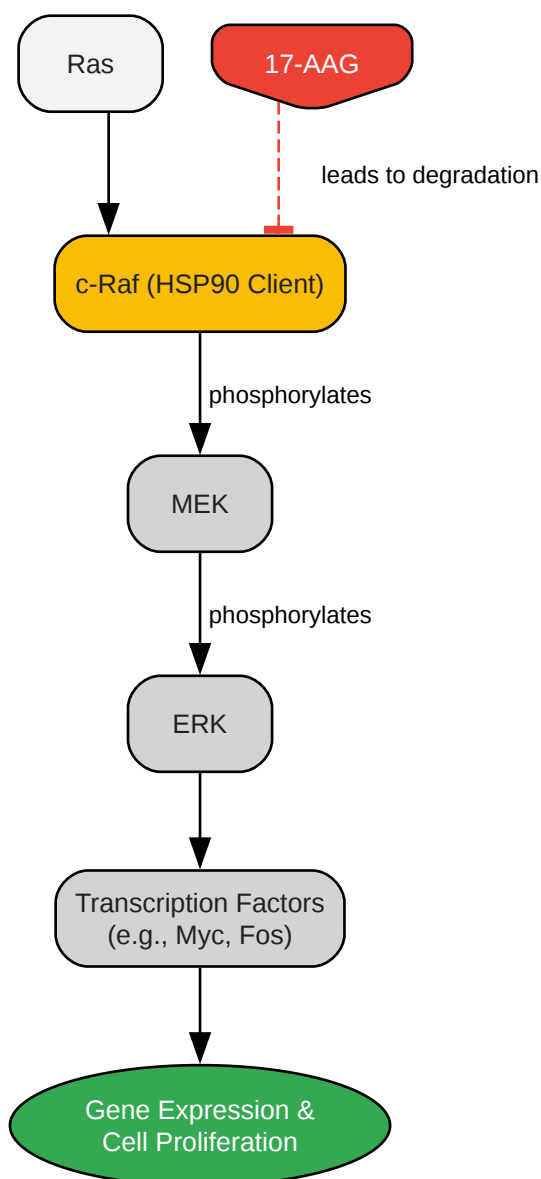 Ras
17-AAG
leads to degradation
c-Raf (HSP90 Client)
phosphorylates
MEK
phosphorylates
ERK
Transcription Factors
(e.g., Myc, Fos)
Gene Expression &
Cell Proliferation